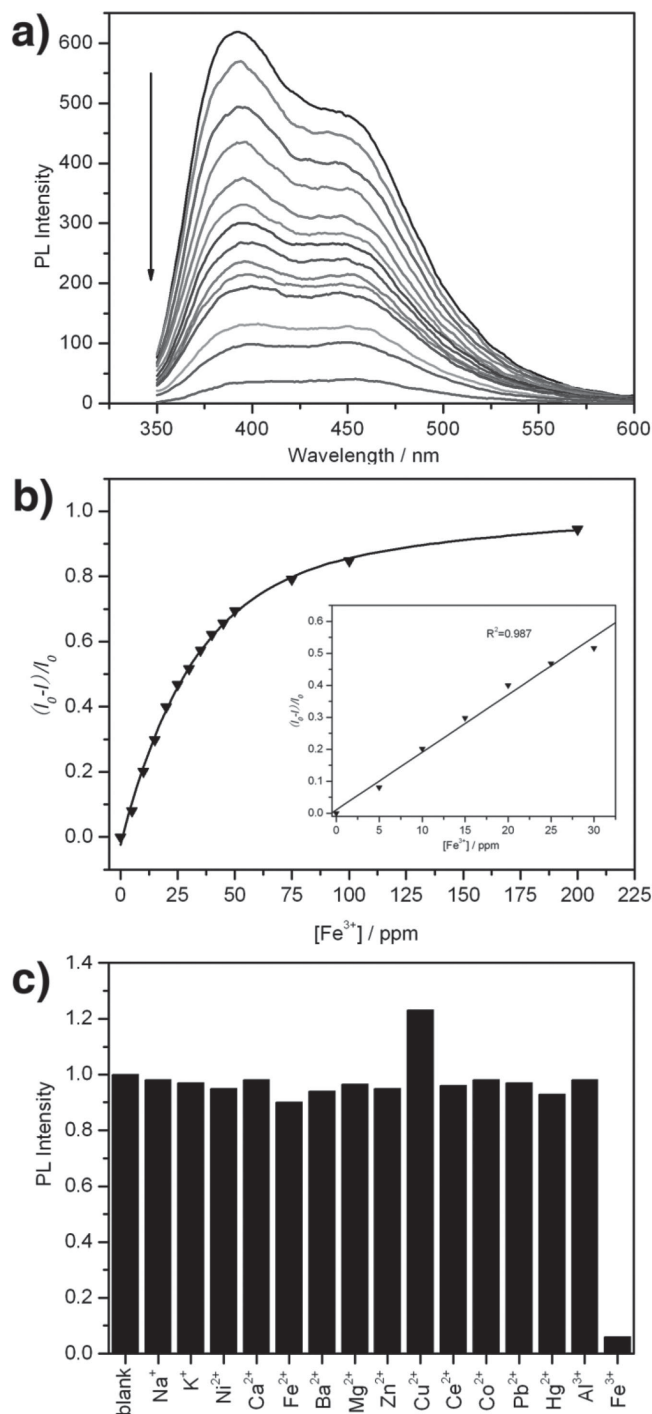 a)
600
500
400
300
200
100
0
PL Intensity
350 400 450 500 550 600
Wavelength / nm
b)
1.0
0.8
0.6
0.4
0.2
0.0
(I₀-I)/I₀
0.6
0.5
0.4
0.3
0.2
0.1
0.0
(I₀-I)/I₀
R²=0.987
0 5 10 15 20 25 30
[Fe³⁺] / ppm
0 25 50 75 100 125 150 175 200 225
[Fe³⁺] / ppm
c)
1.4
1.2
1.0
0.8
0.6
0.4
0.2
0.0
PL Intensity
blank Na⁺ K⁺ Ni²⁺ Ca²⁺ Fe²⁺ Ba²⁺ Mg²⁺ Zn²⁺ Cu²⁺ Ce²⁺ Co²⁺ Pb²⁺ Hg²⁺ Al³⁺ Fe³⁺